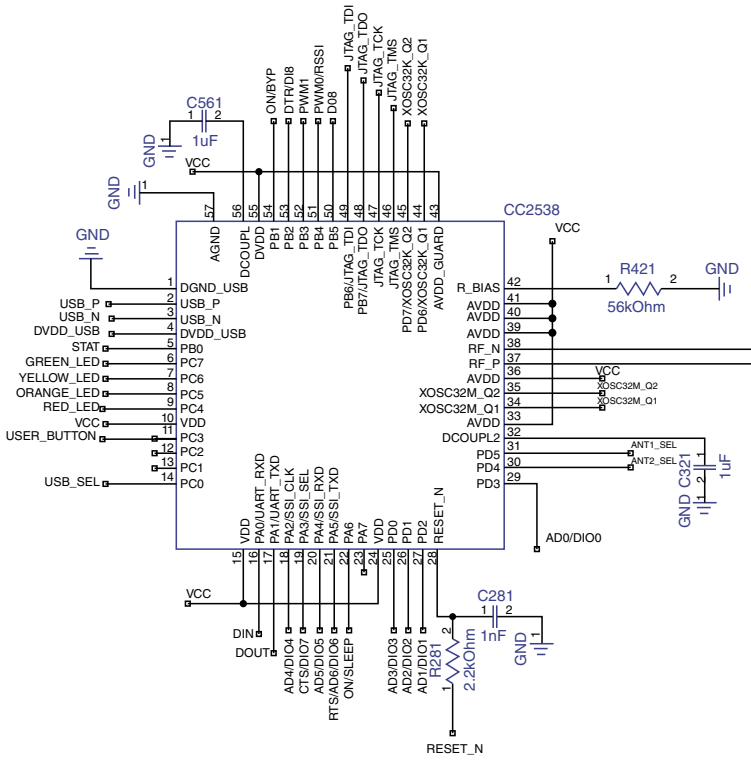 C561
1 2
1uF
1
GND
VCC
ON/BYP
DTR/DI8
PWM1
PWM0/RSSI
D08
JTAG_TDI
JTAG_TDO
JTAG_TCK
JTAG_TMS
XOSC32K_Q2
XOSC32K_Q1
GND
1
57
56
55
54
53
52
51
50
49
48
47
46
45
44
43
CC2538
AGND
DCOUPL
DVDD
PB1
PB2
PB3
PB4
PB5
PB6/JTAG_TDI
PB7/JTAG_TDO
JTAG_TCK
JTAG_TMS
PD7/XOSC32K_Q2
PD6/XOSC32K_Q1
AVDD_GUARD
VCC
GND
1 DGND_USB
USB_P 2 USB_P
USB_N 3 USB_N
DVDD_USB 4 DVDD_USB
STAT 5 PB0
GREEN_LED 6 PC7
YELLOW_LED 7 PC6
ORANGE_LED 8 PC5
RED_LED 9 PC4
VCC 10 VDD
USER_BUTTON 11 PC3
12 PC2
13 PC1
USB_SEL 14 PC0
R_BIAS 42
1 R421 2
56kOhm
GND
1
AVDD 41
AVDD 40
AVDD 39
RF_N 38
RF_P 37
AVDD 36 VCC
XOSC32M_Q2 35 XOSC32M_Q2
XOSC32M_Q1 34 XOSC32M_Q1
AVDD 33
DCOUPL2 32
PD5 31 ANT1_SEL
PD4 30 ANT2_SEL
PD3 29
C321
1
2
1uF
GND
1
AD0/DIO0
VDD
PA0/UART_RXD
PA1/UART_TXD
PA2/SSI_CLK
PA3/SSI_SEL
PA4/SSI_RXD
PA5/SSI_TXD
PA6
PA7
VDD
PD0
PD1
PD2
RESET_N
15
16
17
18
19
20
21
22
23
24
25
26
27
28
VCC
DIN
DOUT
AD4/DIO4
CTS/DIO7
AD5/DIO5
RTS/AD6/DIO6
ON/SLEEP
AD3/DIO3
AD2/DIO2
AD1/DIO1
C281
1 2
1nF
GND
1
2
R281
2.2kOhm
1
RESET_N